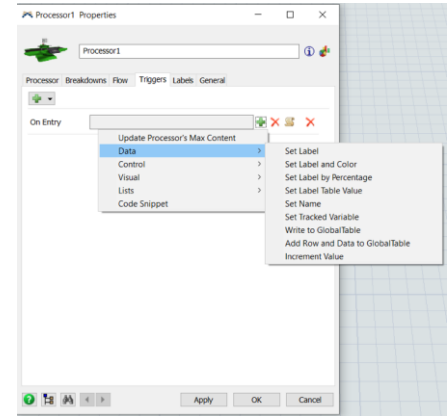 Processor1 Properties
Processor1
Processor Breakdowns Flow Triggers Labels General
On Entry
Update Processor's Max Content
Data
Control
Visual
Lists
Code Snippet
Set Label
Set Label and Color
Set Label by Percentage
Set Label Table Value
Set Name
Set Tracked Variable
Write to GlobalTable
Add Row and Data to GlobalTable
Increment Value
Apply OK Cancel